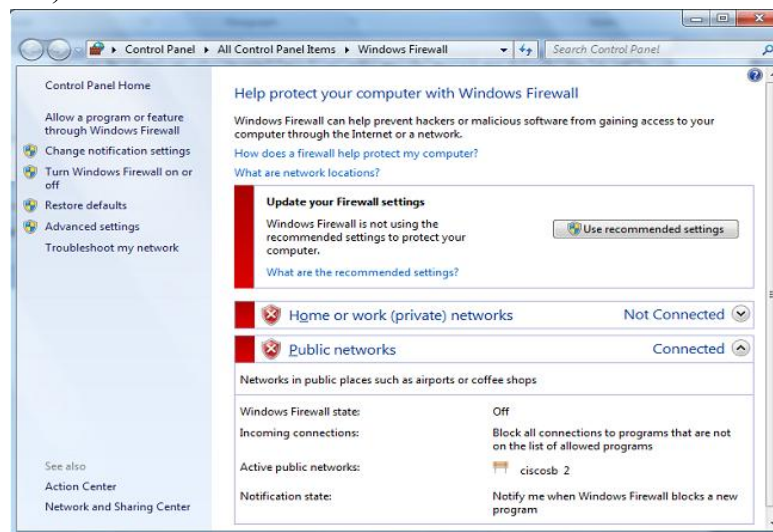 Control Panel ▸ All Control Panel Items ▸ Windows Firewall
Search Control Panel
Control Panel Home
Allow a program or feature
through Windows Firewall
Change notification settings
Turn Windows Firewall on or
off
Restore defaults
Advanced settings
Troubleshoot my network
See also
Action Center
Network and Sharing Center
Help protect your computer with Windows Firewall
Windows Firewall can help prevent hackers or malicious software from gaining access to your
computer through the Internet or a network.
How does a firewall help protect my computer?
What are network locations?
Update your Firewall settings
Windows Firewall is not using the
recommended settings to protect your
computer.
What are the recommended settings?
Use recommended settings
Home or work (private) networks Not Connected
Public networks Connected
Networks in public places such as airports or coffee shops
Windows Firewall state: Off
Incoming connections: Block all connections to programs that are not
on the list of allowed programs
Active public networks: ciscosb 2
Notification state: Notify me when Windows Firewall blocks a new
program